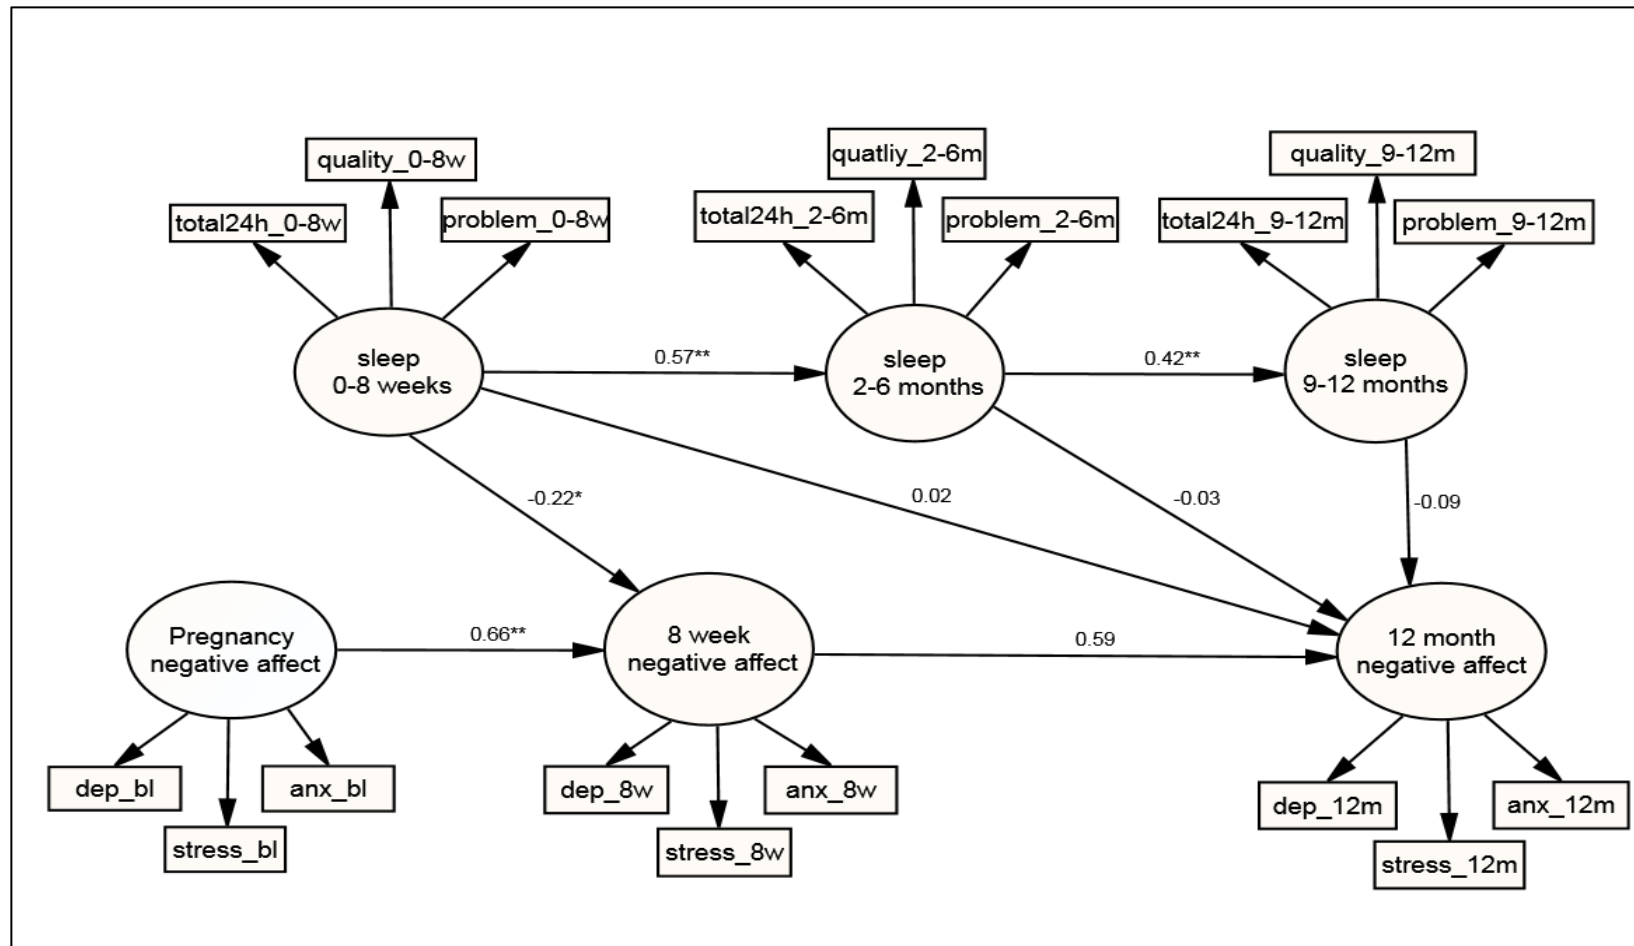 quality_0-8w
quatliy_2-6m
quality_9-12m
total24h_0-8w
problem_0-8w
total24h_2-6m
problem_2-6m
total24h_9-12m
problem_9-12m
sleep
0-8 weeks
0.57**
sleep
2-6 months
0.42**
sleep
9-12 months
-0.22*
0.02
-0.03
-0.09
Pregnancy
negative affect
0.66**
8 week
negative affect
0.59
12 month
negative affect
dep_bl
anx_bl
stress_bl
dep_8w
anx_8w
stress_8w
dep_12m
anx_12m
stress_12m